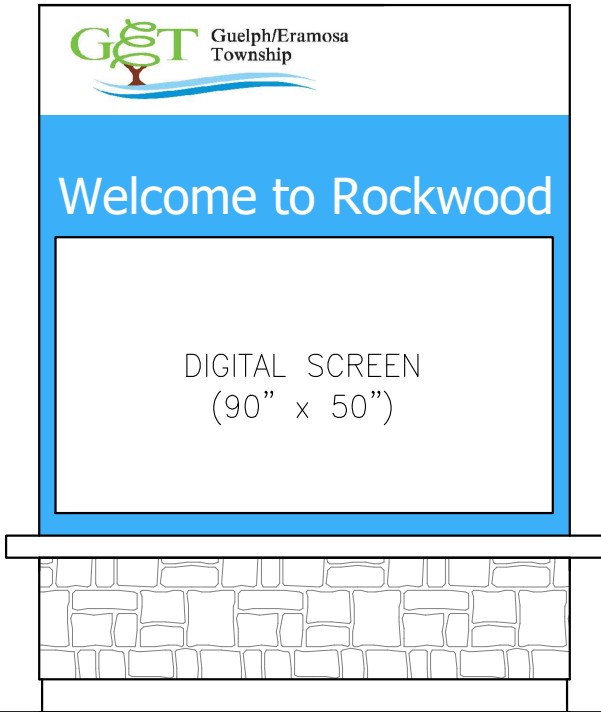 GET Guelph/Eramosa
Township
Welcome to Rockwood
DIGITAL SCREEN
(90” x 50”)